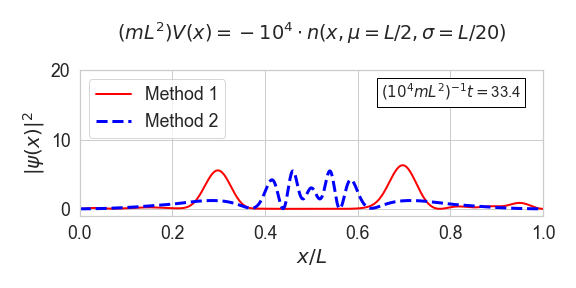 (mL²)V(x) = −10⁴ · n(x, μ = L/2, σ = L/20)
20
10
0
|ψ(x)|²
Method 1
Method 2
(10⁴mL²)⁻¹t = 33.4
0.0 0.2 0.4 0.6 0.8 1.0
x/L